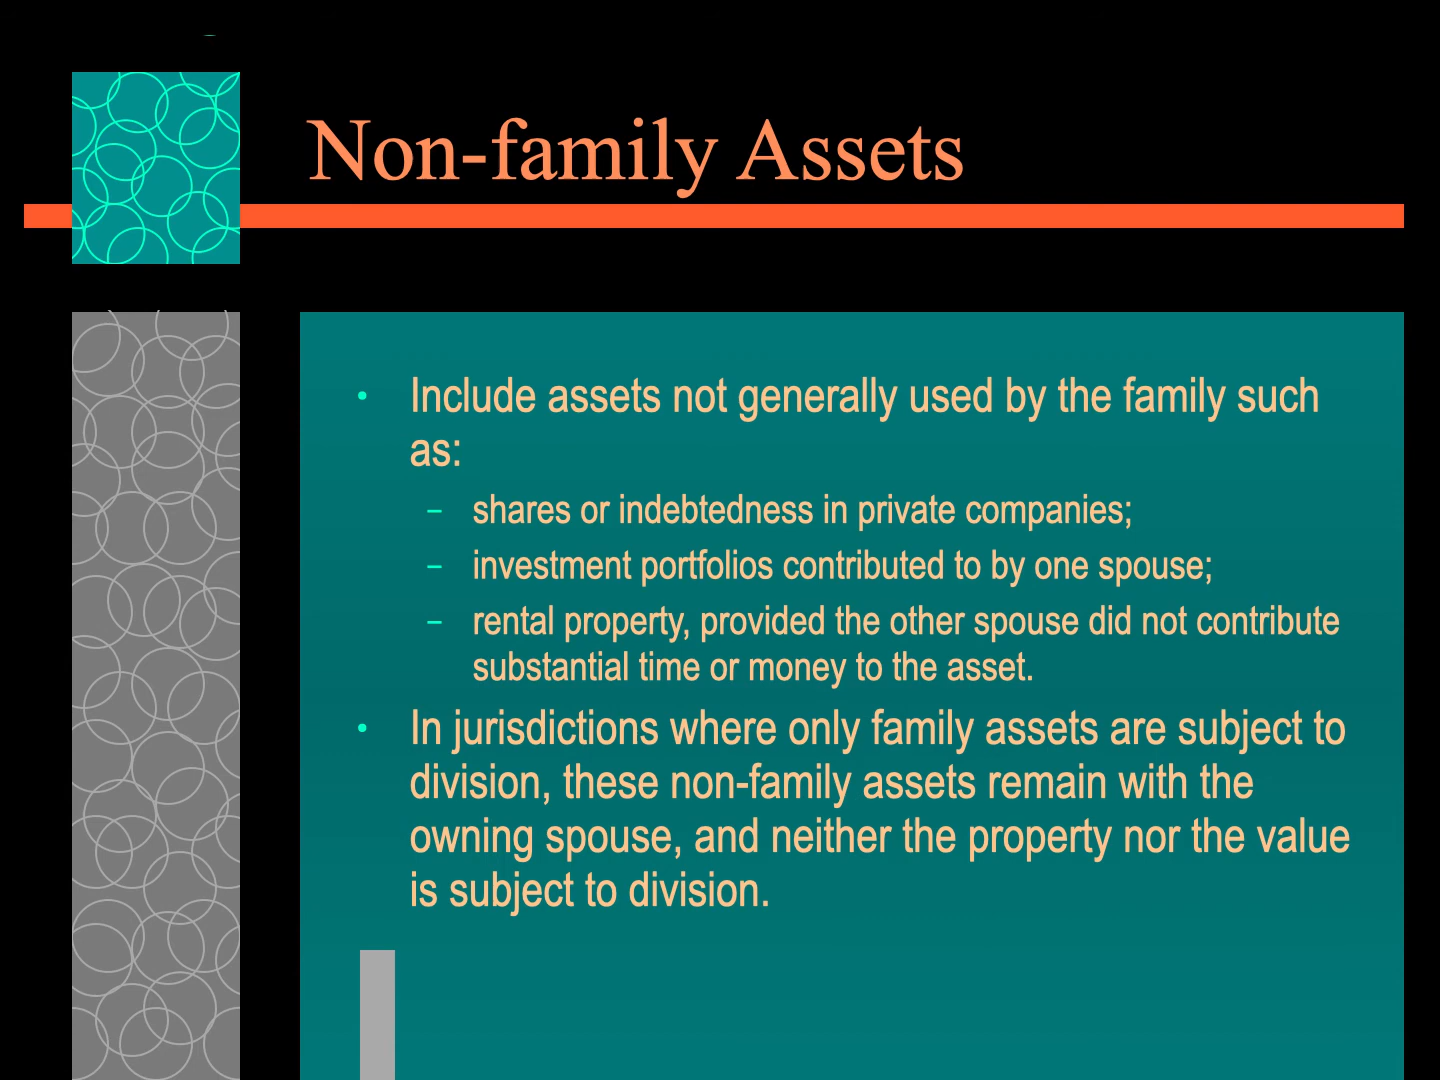 Non-family Assets
• Include assets not generally used by the family such
as:
– shares or indebtedness in private companies;
– investment portfolios contributed to by one spouse;
– rental property, provided the other spouse did not contribute
substantial time or money to the asset.
• In jurisdictions where only family assets are subject to
division, these non-family assets remain with the
owning spouse, and neither the property nor the value
is subject to division.